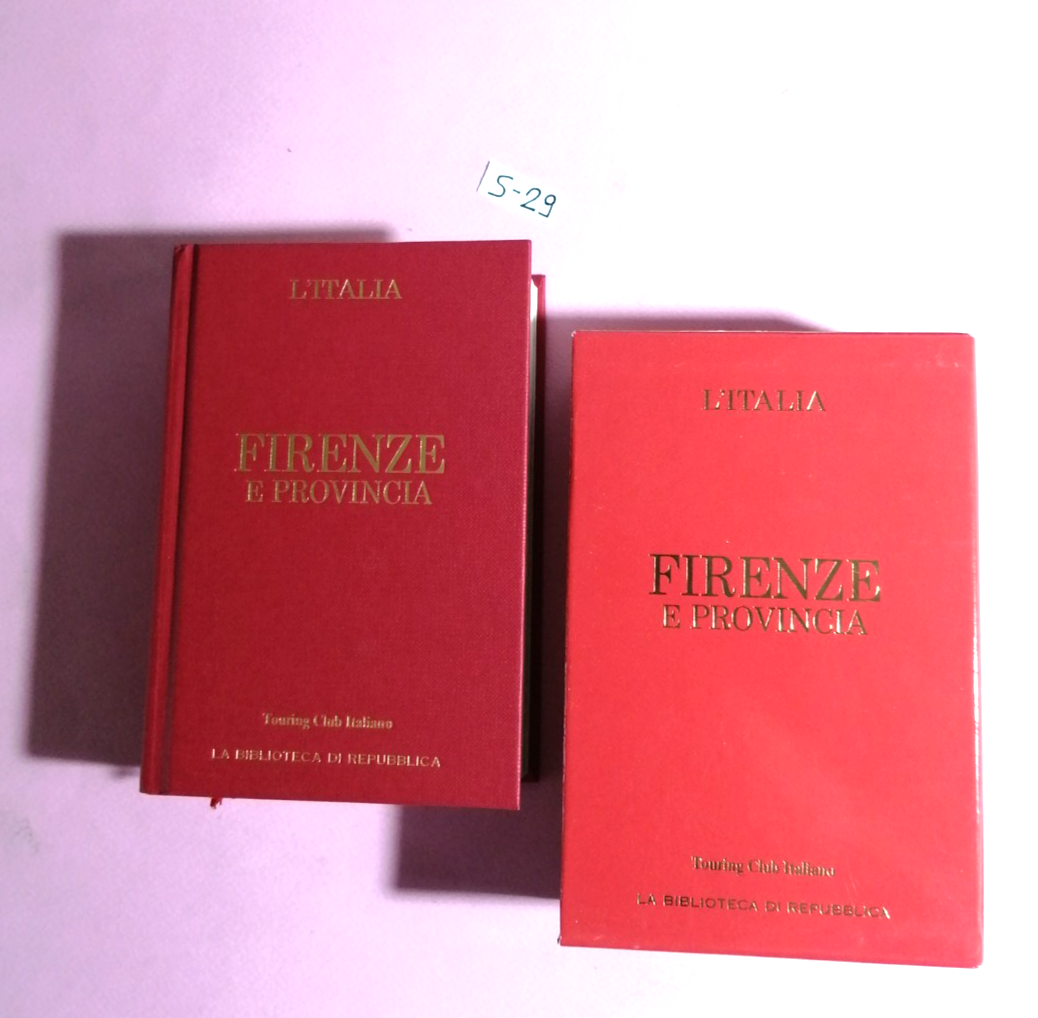 S-29
L'ITALIA
FIRENZE
E PROVINCIA
Touring Club Italiano
LA BIBLIOTECA DI REPUBBLICA
L'ITALIA
FIRENZE
E PROVINCIA
Touring Club Italiano
LA BIBLIOTECA DI REPUBBLICA